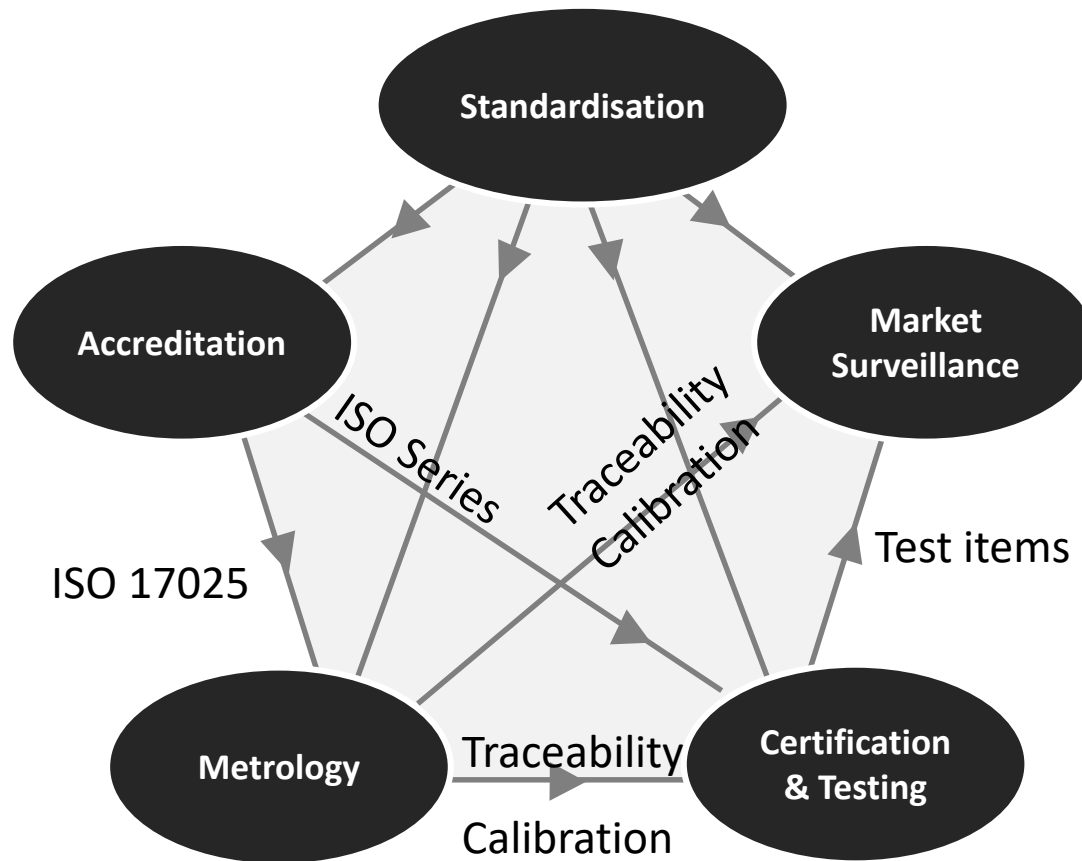 Standardisation
Accreditation
Market
Surveillance
ISO Series
Traceability
Calibration
ISO 17025
Test items
Metrology
Traceability
Calibration
Certification
& Testing